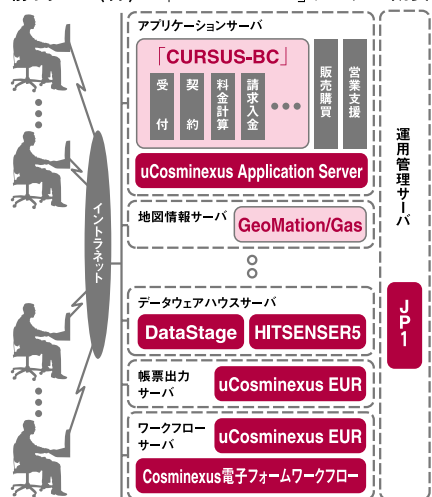 アプリケーションサーバ
「CURSUS-BC」
受付
契約
料金計算
請求入金
•••
販売購買
営業支援
uCosminexus Application Server
イントラネット
地図情報サーバ
GeoMation/Gas
運用管理サーバ
JP1
データウェアハウスサーバ
DataStage
HITSENSER5
帳票出力
サーバ
uCosminexus EUR
ワークフロー
サーバ
uCosminexus EUR
Cosminexus電子フォームワークフロー